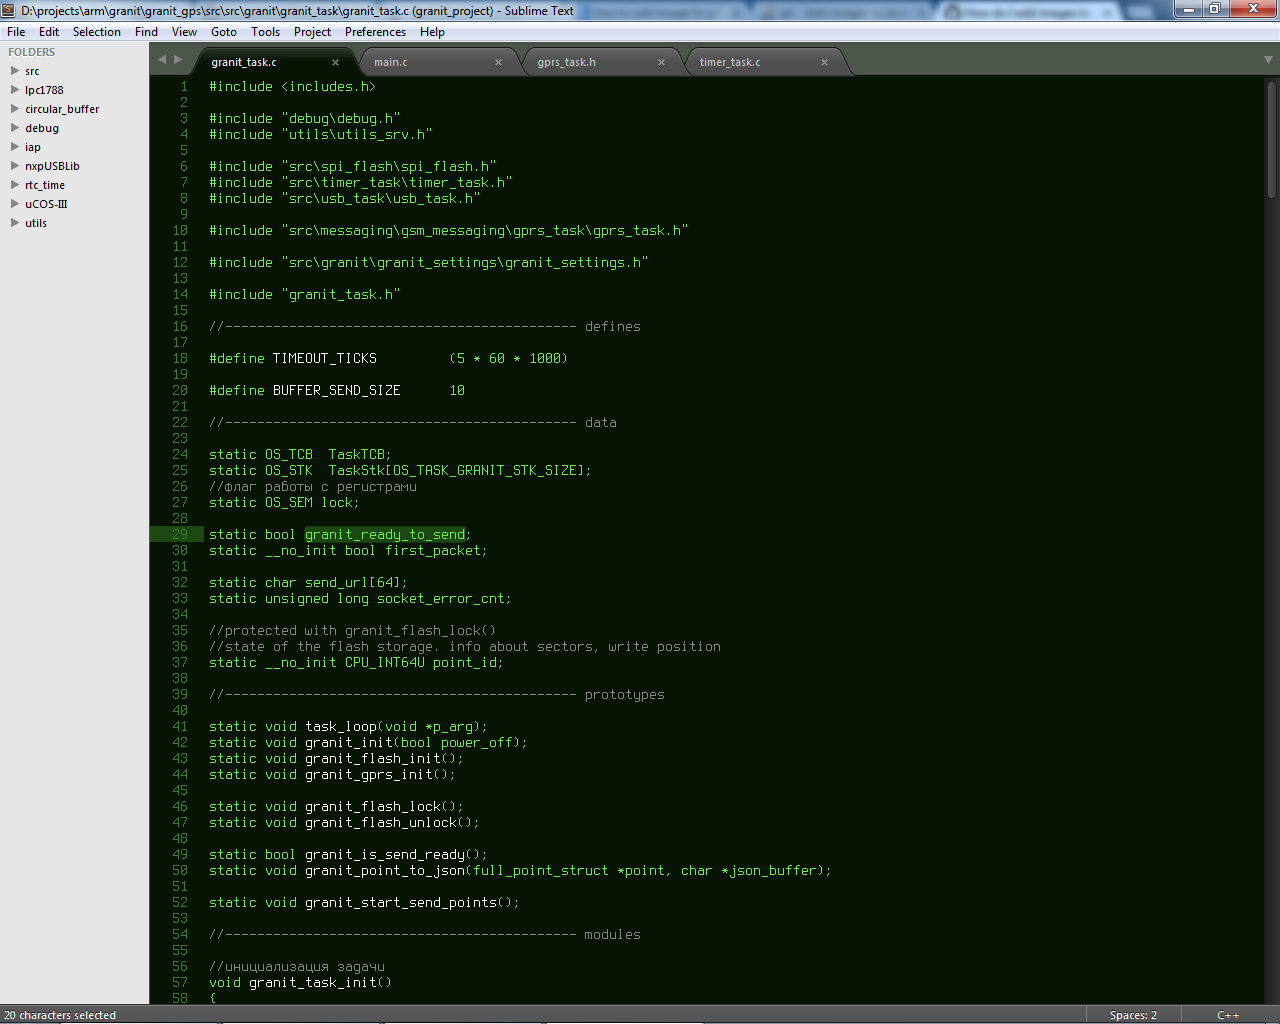 D:\projects\arm\granit\granit_gps\src\src\granit\granit_task\granit_task.c (granit_project) - Sublime Text
File Edit Selection Find View Goto Tools Project Preferences Help
FOLDERS
src
lpc1788
circular_buffer
debug
iap
nxpUSBLib
rtc_time
uCOS-III
utils
granit_task.c main.c gprs_task.h timer_task.c
1 #include <includes.h>
2
3 #include "debug\debug.h"
4 #include "utils\utils_srv.h"
5
6 #include "src\spi_flash\spi_flash.h"
7 #include "src\timer_task\timer_task.h"
8 #include "src\usb_task\usb_task.h"
9
10 #include "src\messaging\gsm_messaging\gprs_task\gprs_task.h"
11
12 #include "src\granit\granit_settings\granit_settings.h"
13
14 #include "granit_task.h"
15
16 //-------------------------------------------- defines
17
18 #define TIMEOUT_TICKS         (5 * 60 * 1000)
19
20 #define BUFFER_SEND_SIZE      10
21
22 //-------------------------------------------- data
23
24 static OS_TCB  TaskTCB;
25 static OS_STK  TaskStk[OS_TASK_GRANIT_STK_SIZE];
26 //флаг работы с регистрами
27 static OS_SEM lock;
28
29 static bool granit_ready_to_send;
30 static __no_init bool first_packet;
31
32 static char send_url[64];
33 static unsigned long socket_error_cnt;
34
35 //protected with granit_flash_lock()
36 //state of the flash storage. info about sectors, write position
37 static __no_init CPU_INT64U point_id;
38
39 //-------------------------------------------- prototypes
40
41 static void task_loop(void *p_arg);
42 static void granit_init(bool power_off);
43 static void granit_flash_init();
44 static void granit_gprs_init();
45
46 static void granit_flash_lock();
47 static void granit_flash_unlock();
48
49 static bool granit_is_send_ready();
50 static void granit_point_to_json(full_point_struct *point, char *json_buffer);
51
52 static void granit_start_send_points();
53
54 //-------------------------------------------- modules
55
56 //инициализация задачи
57 void granit_task_init()
58 {
20 characters selected Spaces: 2 C++